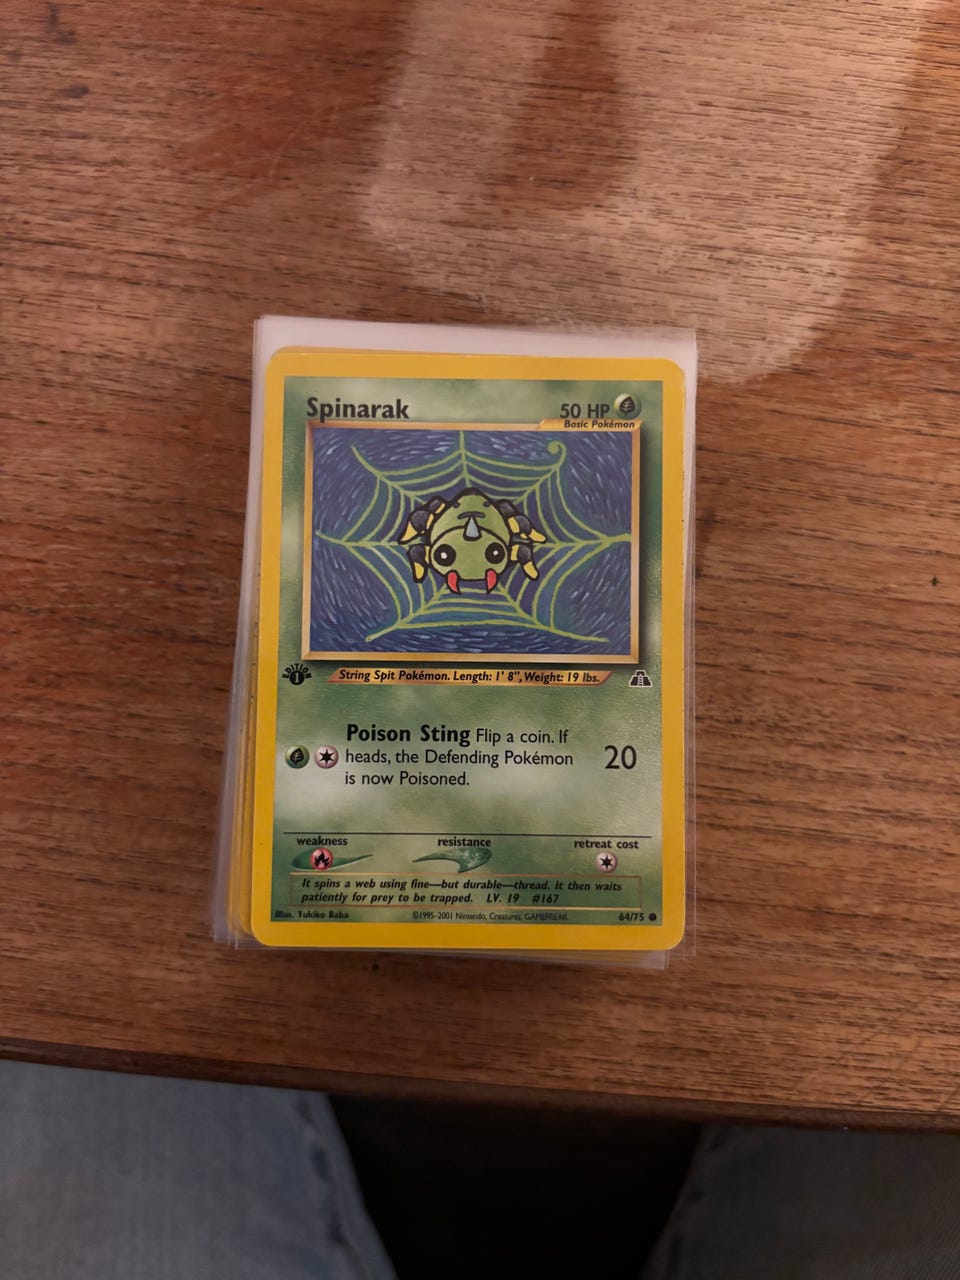 Spinarak
50 HP
Basic Pokémon
EDITION
1
String Spit Pokémon. Length: 1' 8", Weight: 19 lbs.
Poison Sting Flip a coin. If
heads, the Defending Pokémon
is now Poisoned.
20
weakness
resistance
retreat cost
It spins a web using fine—but durable—thread. It then waits
patiently for prey to be trapped. LV. 19 #167
Illus. Yukiko Baba
©1995-2001 Nintendo, Creatures, GAMEFREAK
64/75